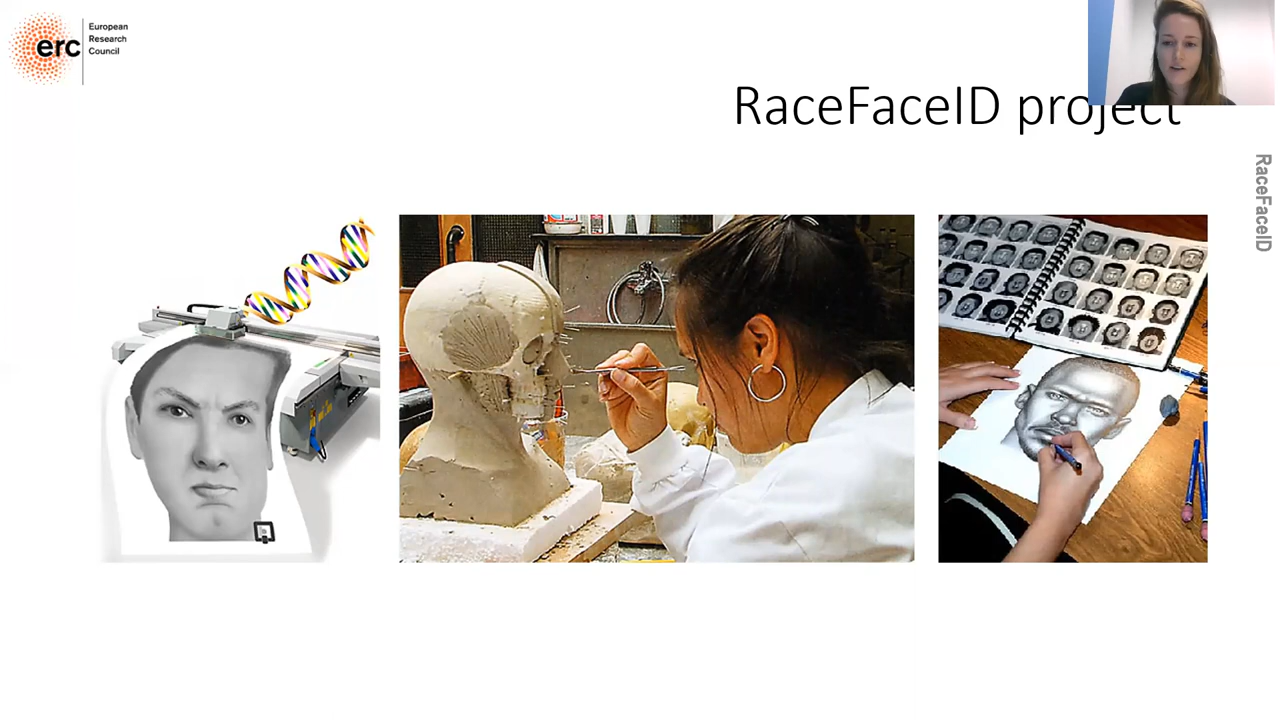 erc
European
Research
Council
RaceFaceID project
RaceFaceID